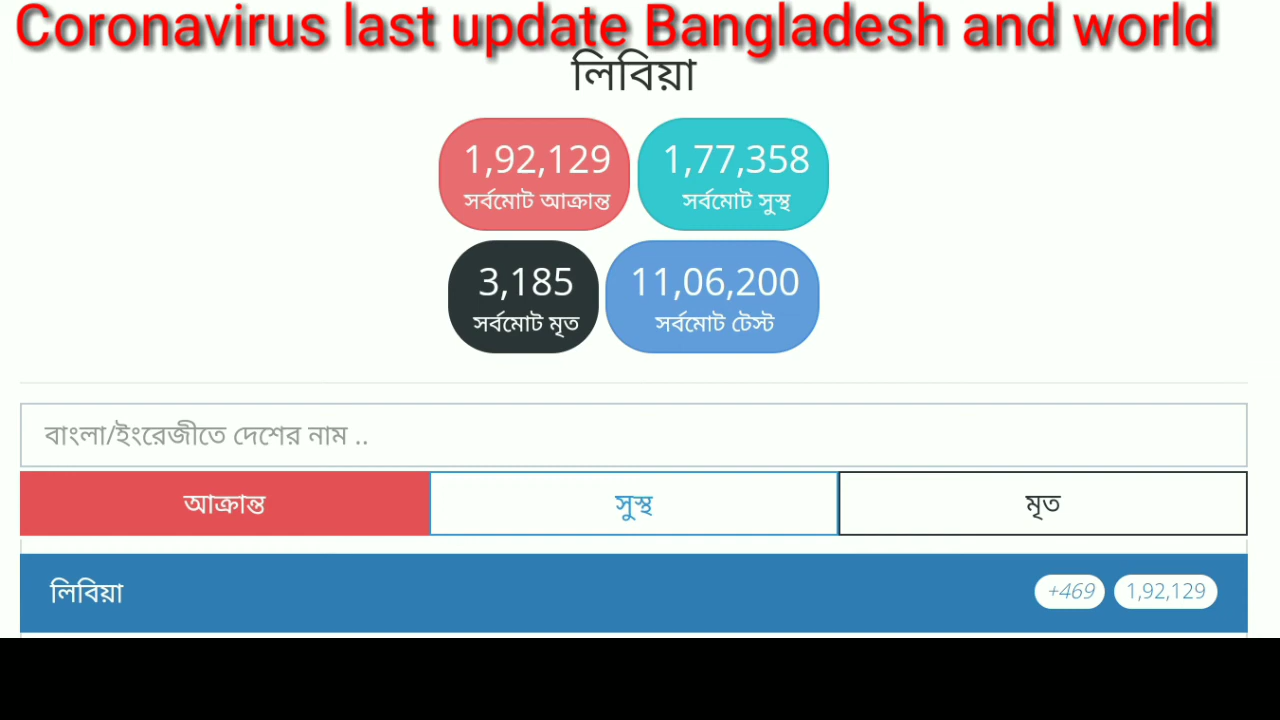 Coronavirus last update Bangladesh and world
লিবিয়া
1,92,129 1,77,358
সর্বমোট আক্রান্ত সর্বমোট সুস্থ
3,185 11,06,200
সর্বমোট মৃত সর্বমোট টেস্ট
বাংলা/ইংরেজীতে দেশের নাম ..
আক্রান্ত সুস্থ মৃত
লিবিয়া +469 1,92,129